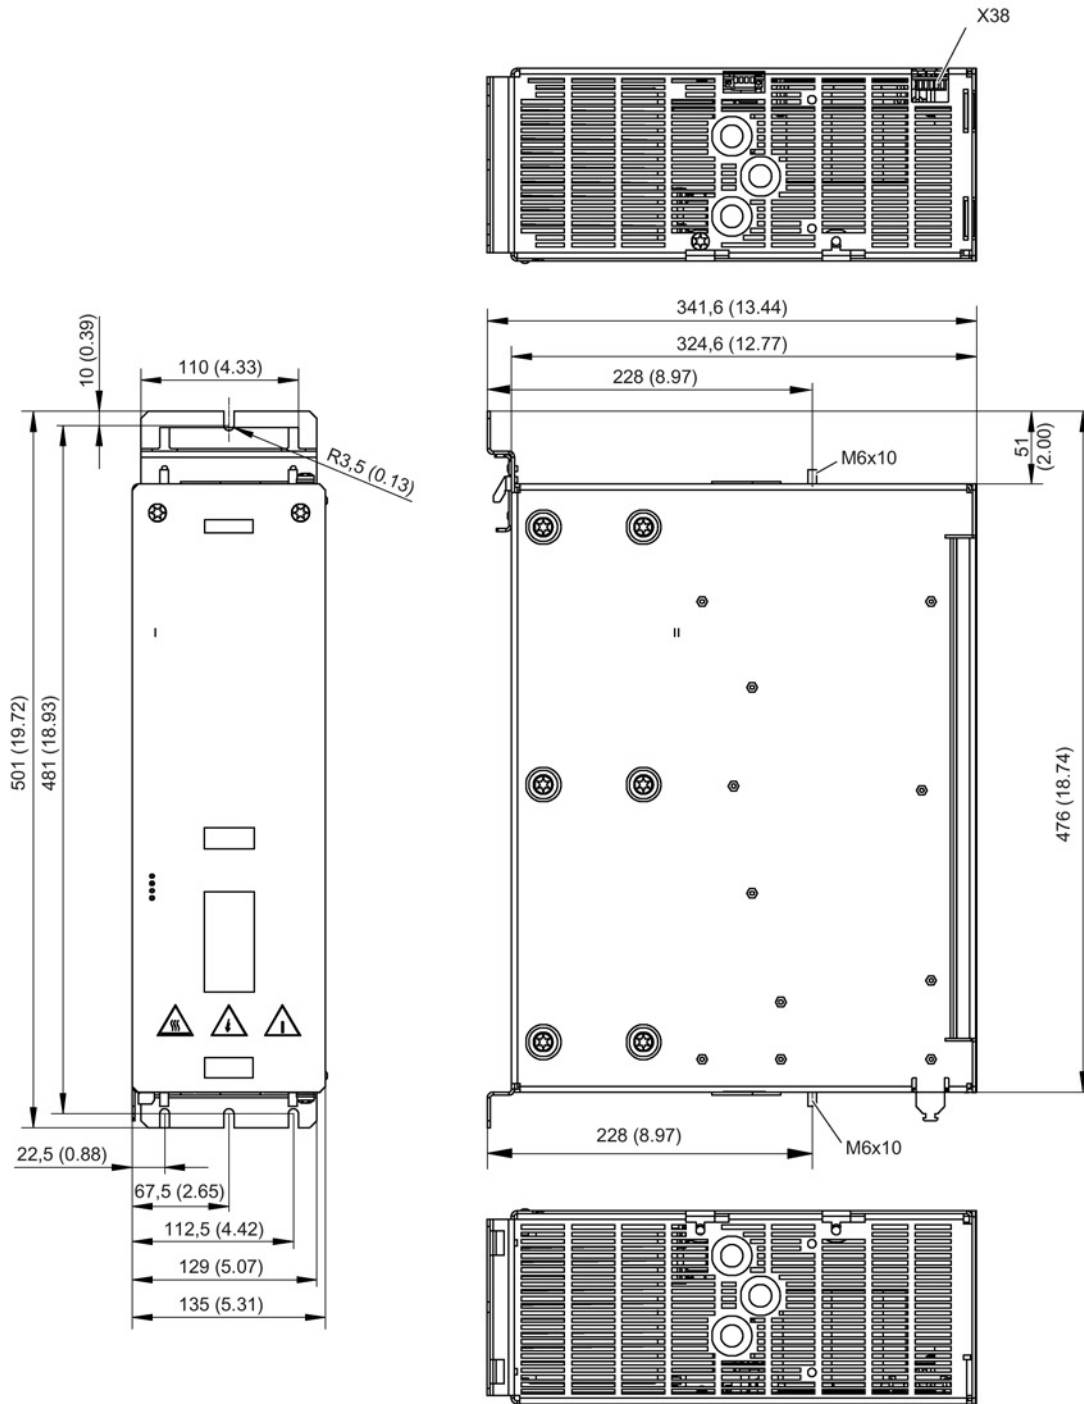 X38
341,6 (13.44)
324,6 (12.77)
228 (8.97)
10 (0.39)
110 (4.33)
R3,5 (0.13)
M6x10
51
(2.00)
I
II
501 (19.72)
481 (18.93)
476 (18.74)
228 (8.97)
M6x10
22,5 (0.88)
67,5 (2.65)
112,5 (4.42)
129 (5.07)
135 (5.31)